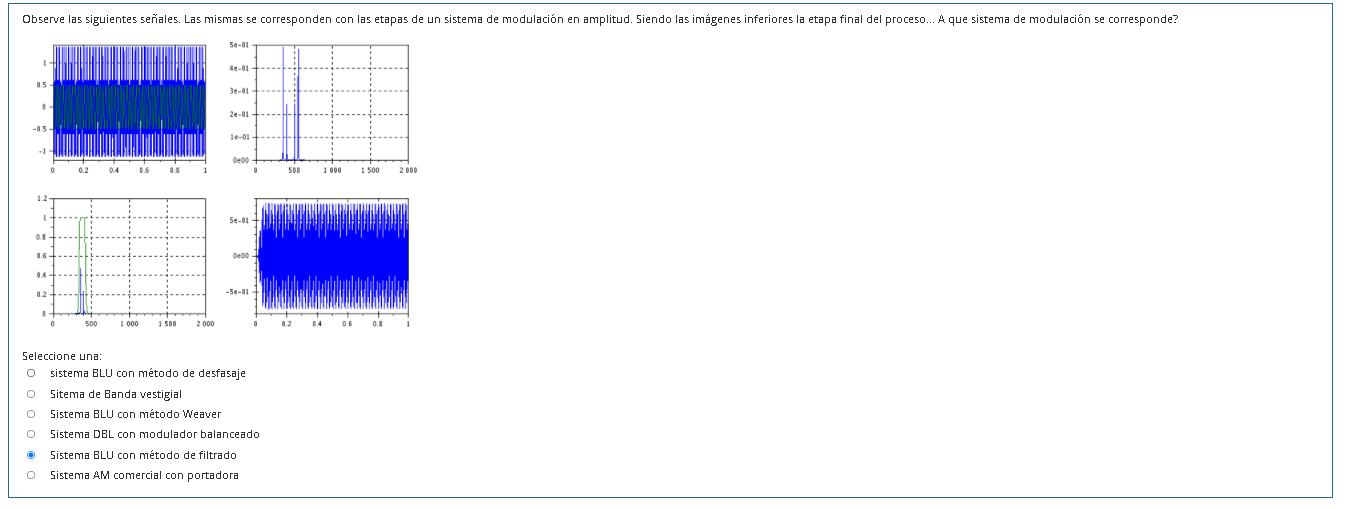 Observe las siguientes señales. Las mismas se corresponden con las etapas de un sistema de modulación en amplitud. Siendo las imágenes inferiores la etapa final del proceso... A que sistema de modulación se corresponde?
1
0.5
0
-0.5
-1
0 0.2 0.4 0.6 0.8 1
5e-01
4e-01
3e-01
2e-01
1e-01
0e00
0 500 1 000 1 500 2 000
1.2
1
0.8
0.6
0.4
0.2
0
0 500 1 000 1 500 2 000
5e-01
0e00
-5e-01
0 0.2 0.4 0.6 0.8 1
Seleccione una:
sistema BLU con método de desfasaje
Sitema de Banda vestigial
Sistema BLU con método Weaver
Sistema DBL con modulador balanceado
Sistema BLU con método de filtrado
Sistema AM comercial con portadora